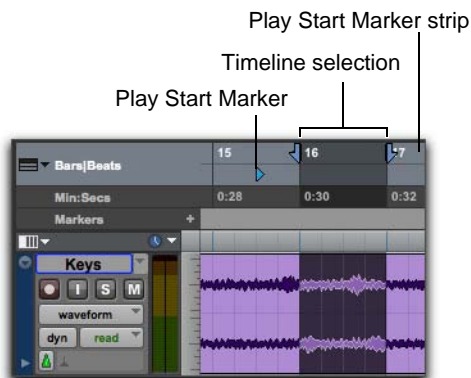 Play Start Marker strip
Timeline selection
Play Start Marker
15 16 17
Bars|Beats
Min:Secs 0:28 0:30 0:32
Markers +
Keys
I S M
waveform
dyn read